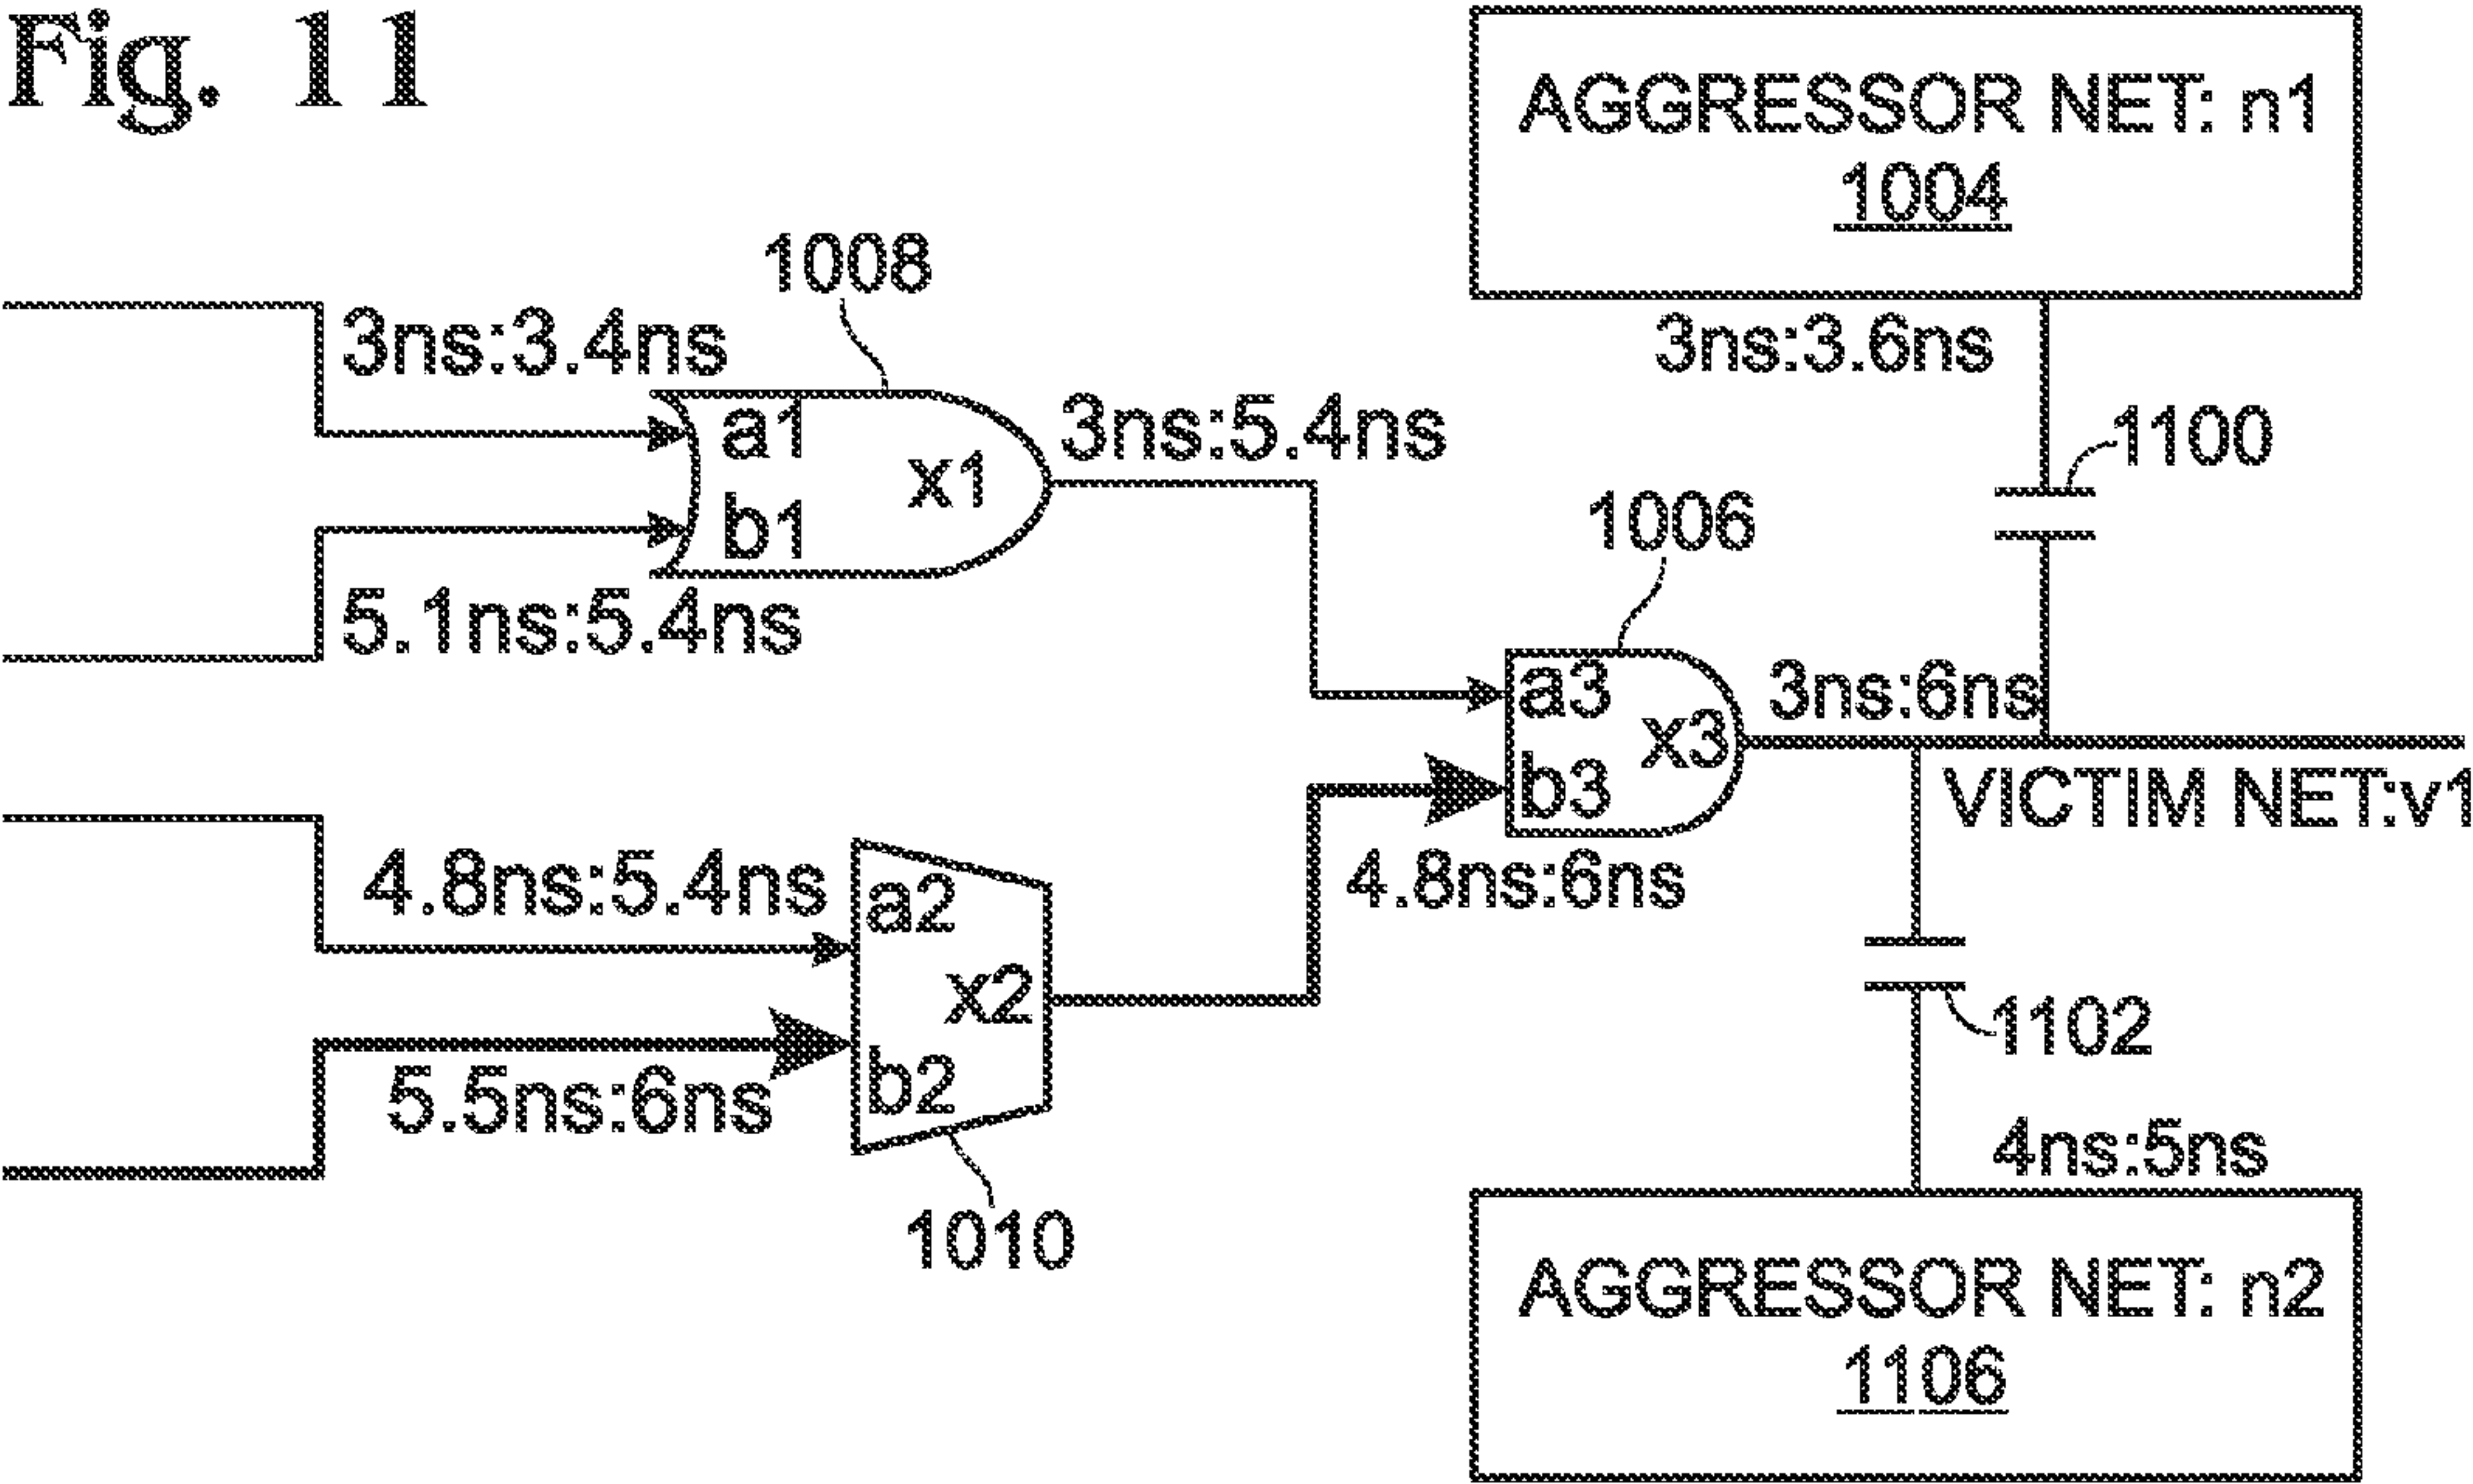 Fig. 11
AGGRESSOR NET: n1
1004
3ns:3.6ns
1100
1008
3ns:3.4ns
a1
x1
b1
3ns:5.4ns
5.1ns:5.4ns
1006
a3
x3
b3
3ns:6ns
VICTIM NET:v1
4.8ns:5.4ns
4.8ns:6ns
a2
x2
b2
5.5ns:6ns
1010
1102
4ns:5ns
AGGRESSOR NET: n2
1106